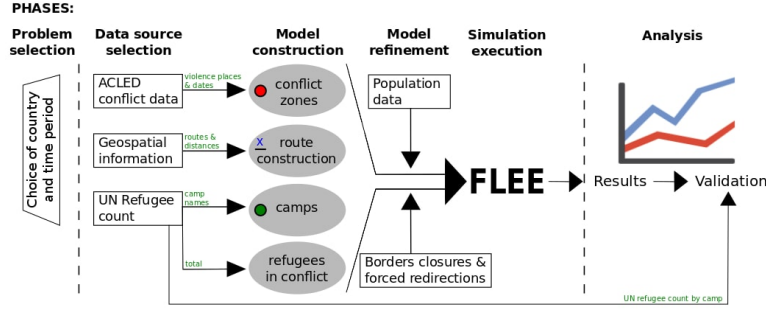 PHASES:
Problem
selection
Data source
selection
Model
construction
Model
refinement
Simulation
execution
Analysis
Choice of country
and time period
ACLED
conflict data
violence places
& dates
conflict
zones
Population
data
Geospatial
information
routes &
distances
X
route
construction
UN Refugee
count
camp
names
camps
total
refugees
in conflict
FLEE
Results
Validation
Borders closures &
forced redirections
UN refugee count by camp